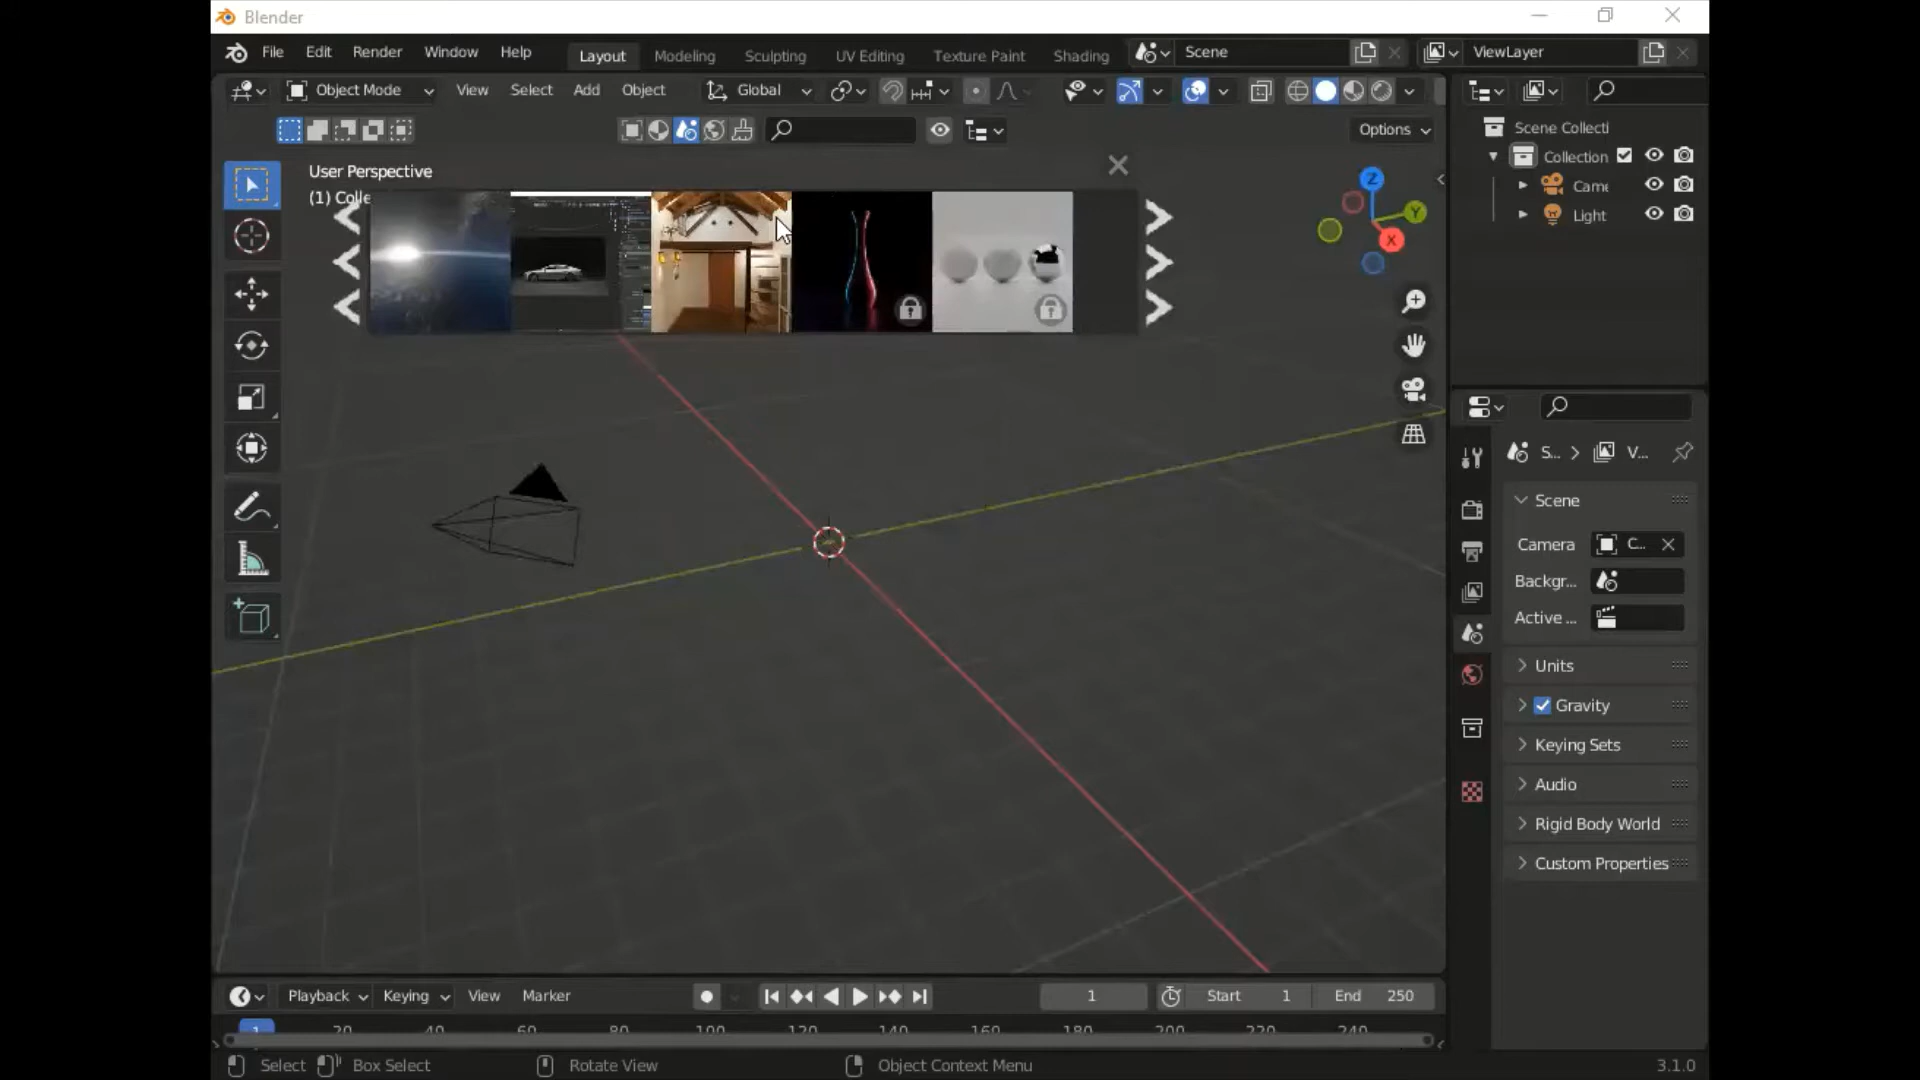 Blender
File Edit Render Window Help Layout Modeling Sculpting UV Editing Texture Paint Shading Scene ViewLayer
Object Mode View Select Add Object Global
Options
Scene Collecti
Collection
Came
Light
User Perspective
(1) Colle
Z
Y
X
S... V...
Scene
Camera C...
Backgr...
Active ...
Units
Gravity
Keying Sets
Audio
Rigid Body World
Custom Properties
Playback Keying View Marker 1 Start 1 End 250
1 20 40 60 80 100 120 140 160 180 200 220 240
Select Box Select Rotate View Object Context Menu 3.1.0